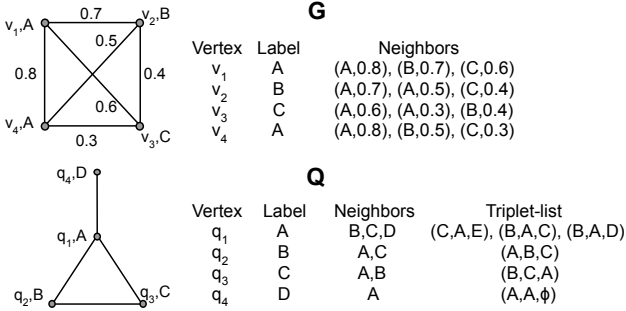 G
v1,A 0.7 v2,B
0.5
0.8 0.4
0.6
v4,A v3,C
0.3
Vertex Label Neighbors
v1 A (A,0.8), (B,0.7), (C,0.6)
v2 B (A,0.7), (A,0.5), (C,0.4)
v3 C (A,0.6), (A,0.3), (B,0.4)
v4 A (A,0.8), (B,0.5), (C,0.3)
Q
q4,D
q1,A
q2,B q3,C
Vertex Label Neighbors Triplet-list
q1 A B,C,D (C,A,E), (B,A,C), (B,A,D)
q2 B A,C (A,B,C)
q3 C A,B (B,C,A)
q4 D A (A,A,ϕ)